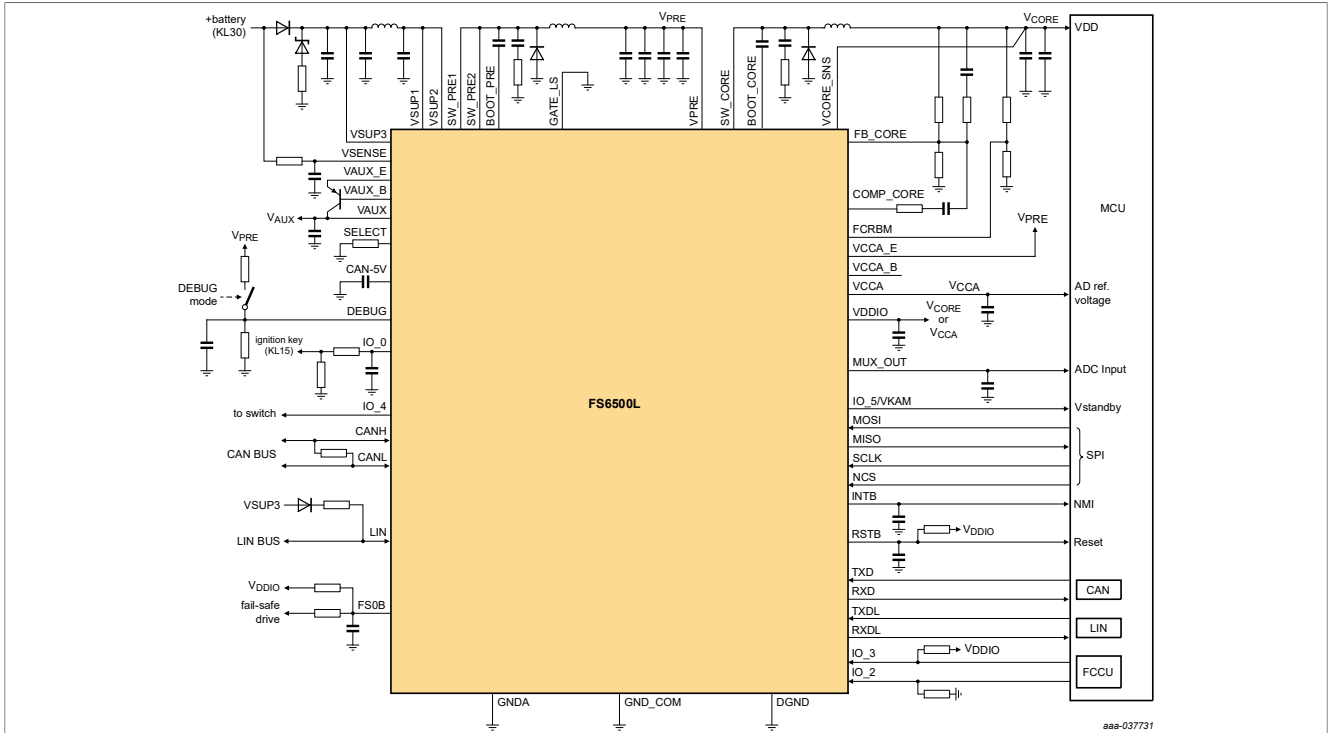 +battery
(KL30)
VPRE
VCORE
VDD
VSUP1
VSUP2
SW_PRE1
SW_PRE2
BOOT_PRE
GATE_LS
VPRE
SW_CORE
BOOT_CORE
VCORE_SNS
VSUP3
VSENSE
VAUX_E
VAUX_B
VAUX
VAUX
SELECT
VPRE
CAN-5V
DEBUG
mode
DEBUG
ignition key
(KL15)
IO_0
to switch
IO_4
CANH
CAN BUS
CANL
VSUP3
LIN
LIN BUS
VDDIO
fail-safe
drive
FS0B
FS6500L
FB_CORE
COMP_CORE
FCRBM
VPRE
VCCA_E
VCCA_B
VCCA
VCCA
VDDIO
VCORE
or
VCCA
MUX_OUT
IO_5/VKAM
MOSI
MISO
SCLK
NCS
INTB
RSTB
VDDIO
TXD
RXD
TXDL
RXDL
IO_3
VDDIO
IO_2
MCU
AD ref.
voltage
ADC Input
Vstandby
SPI
NMI
Reset
CAN
LIN
FCCU
GNDA
GND_COM
DGND
aaa-037731